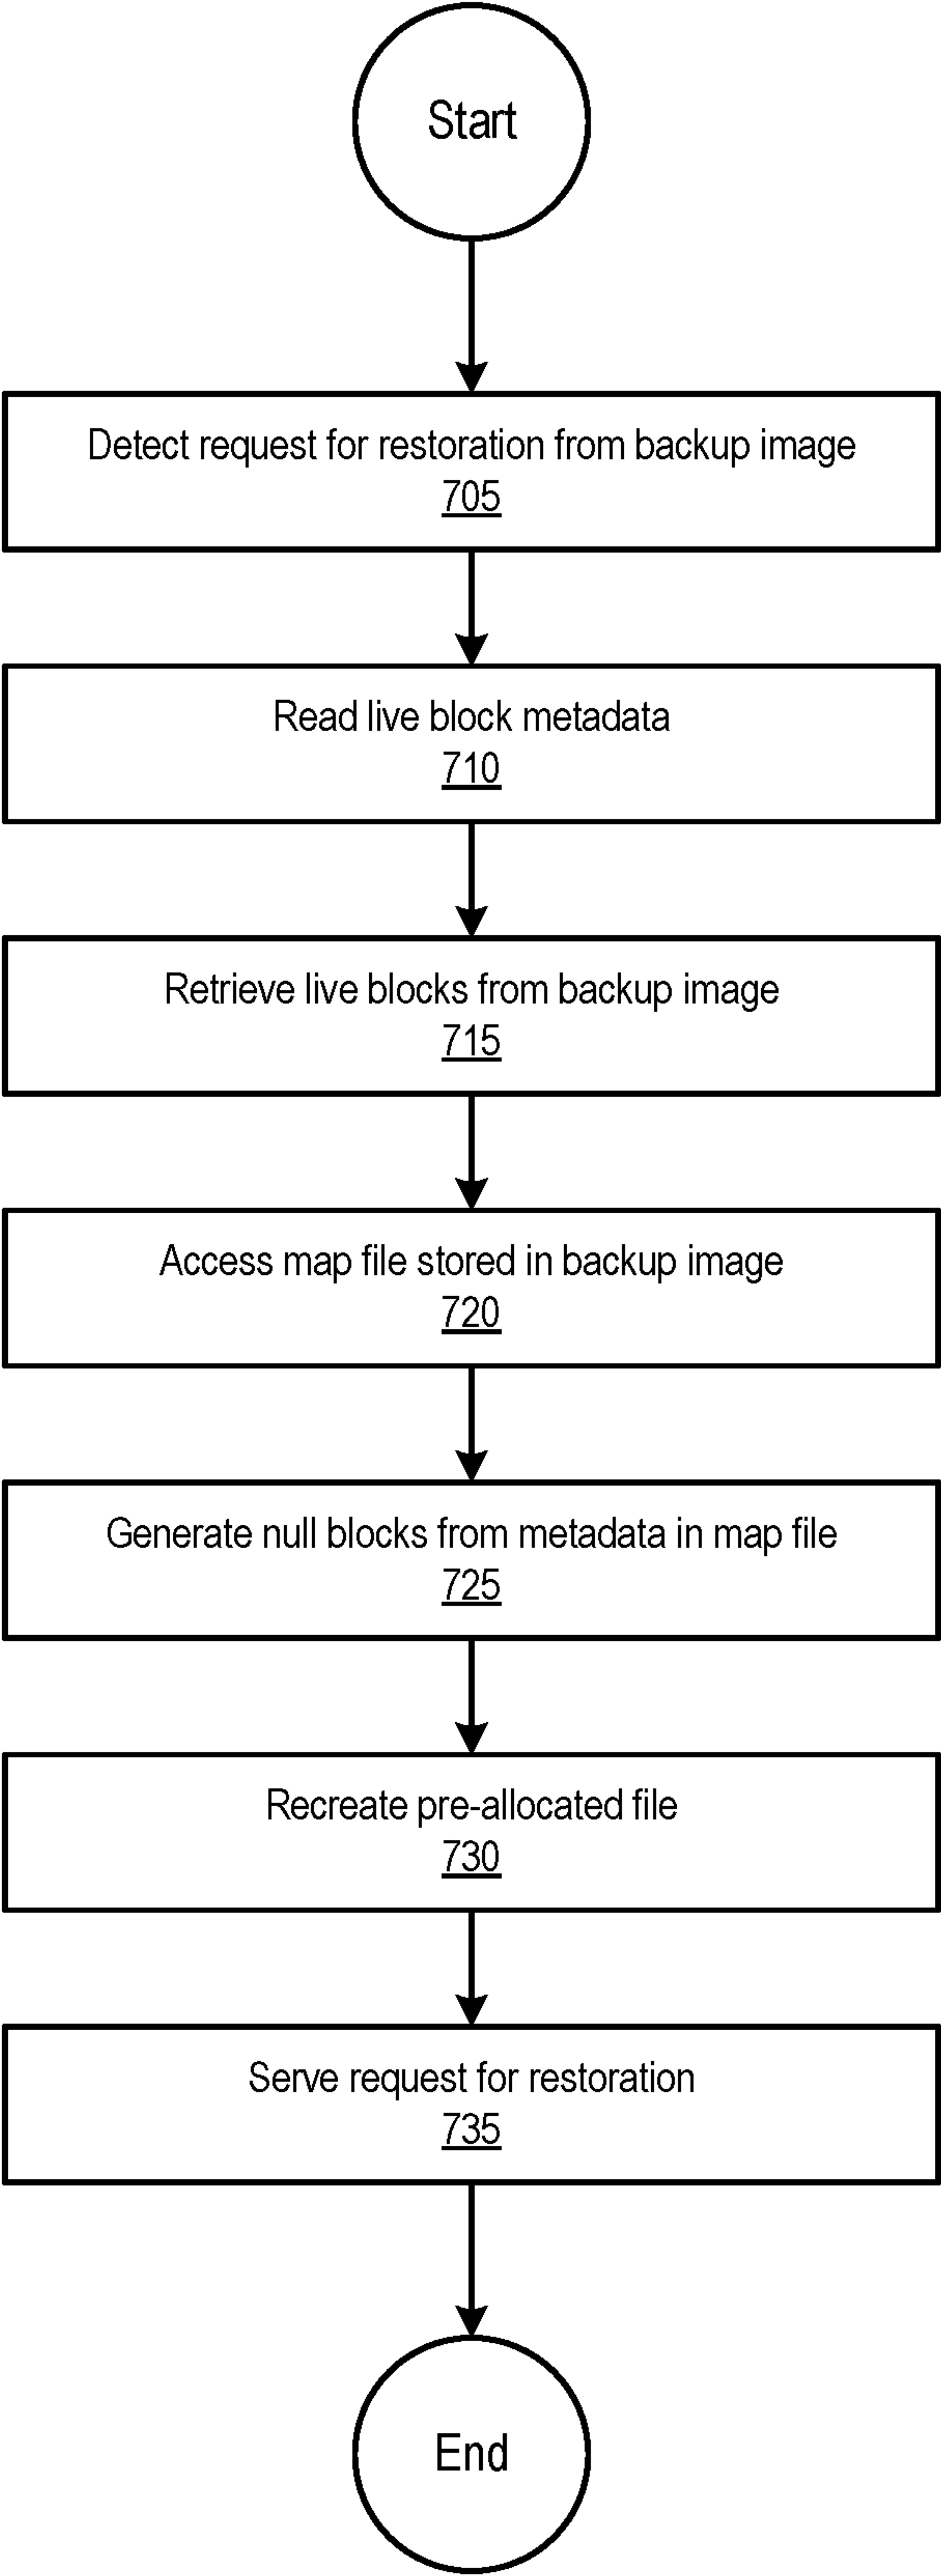 Start
Detect request for restoration from backup image
705
Read live block metadata
710
Retrieve live blocks from backup image
715
Access map file stored in backup image
720
Generate null blocks from metadata in map file
725
Recreate pre-allocated file
730
Serve request for restoration
735
End